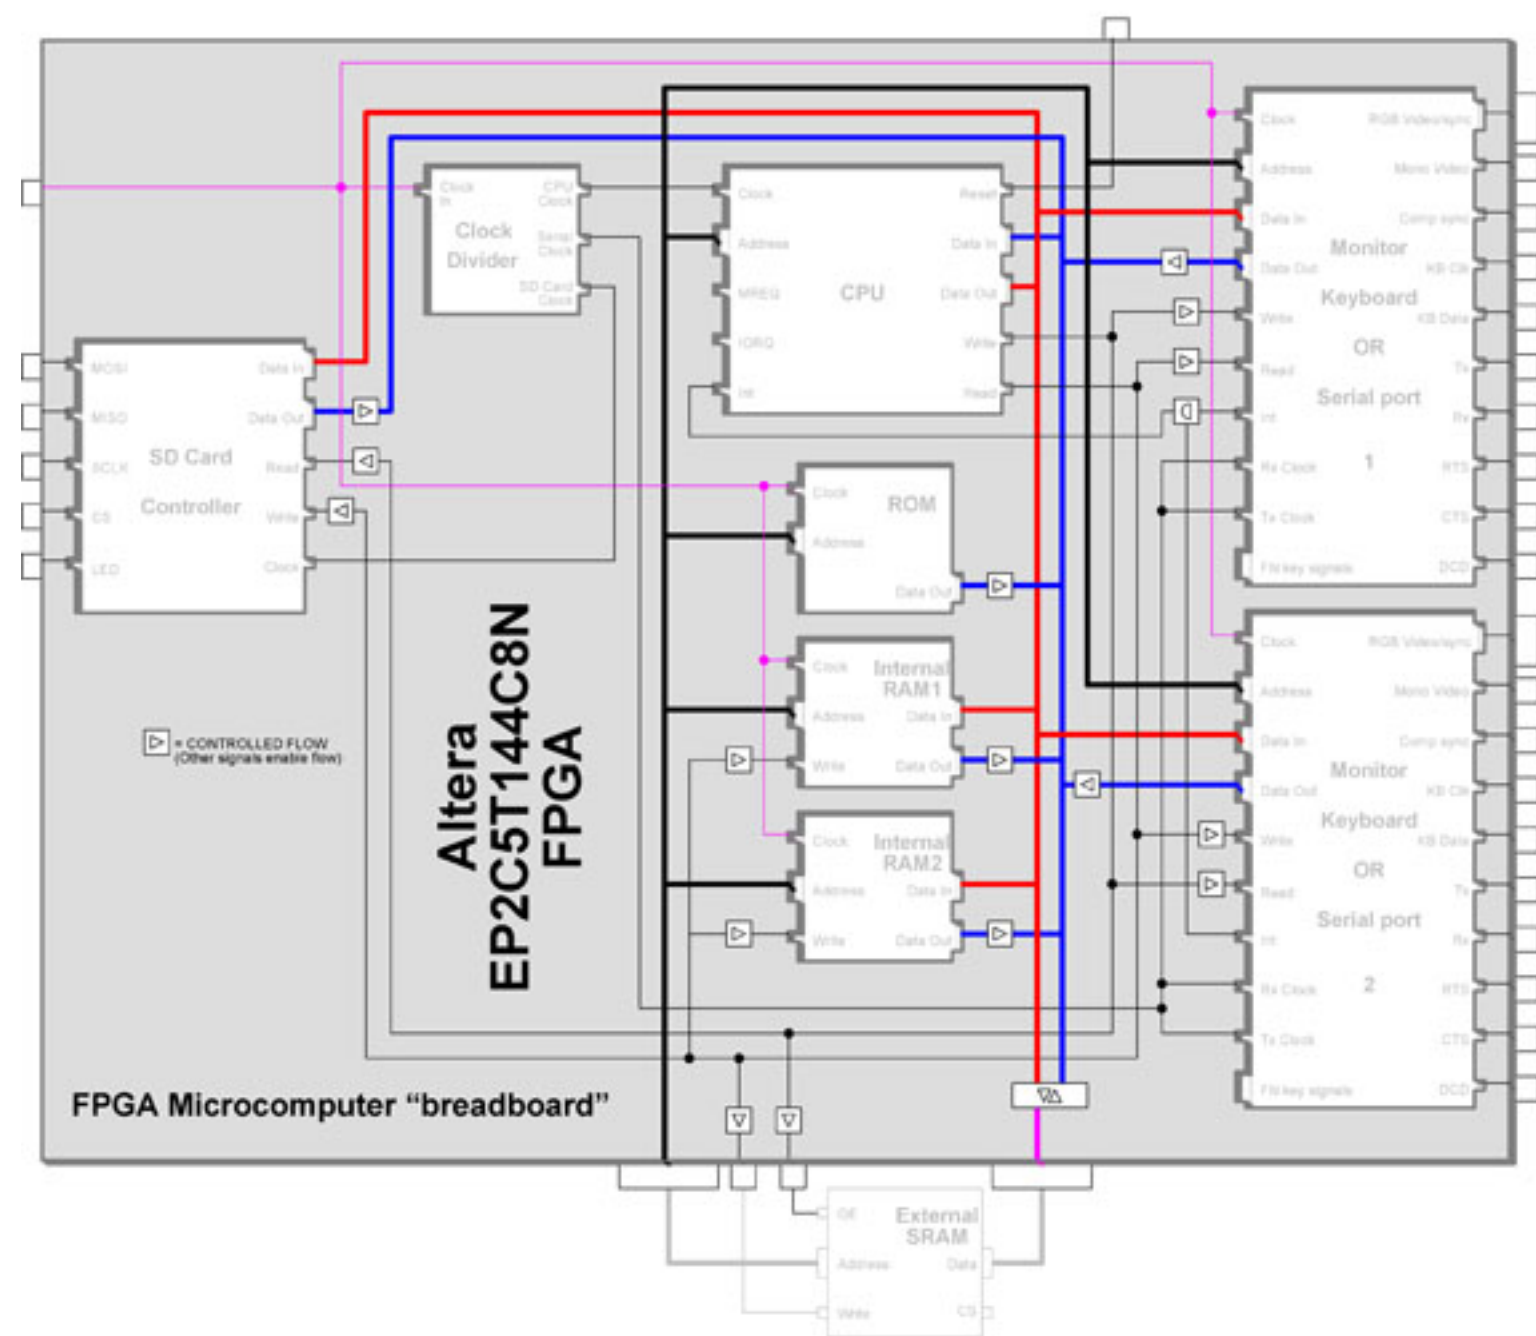 Clock
In
CPU
Clock
Clock
Divider
Serial
Clock
SD Card
Clock
Clock
Reset
Address
Data In
MREQ
CPU
Data Out
IORQ
Write
Int
Read
Clock
RGB Video/sync
Address
Mono Video
Data In
Comp sync
Monitor
Data Out
KB Clk
Keyboard
Write
KB Data
OR
Read
Tx
Serial port
Int
Rx
Rx Clock
1
RTS
Tx Clock
CTS
FN key signals
DCD
MOSI
Data In
MISO
Data Out
SD Card
SCLK
Read
Controller
CS
Write
LED
Clock
Clock
ROM
Address
Data Out
Clock
Internal
RAM1
Address
Data In
Write
Data Out
Clock
Internal
RAM2
Address
Data In
Write
Data Out
Clock
RGB Video/sync
Address
Mono Video
Data In
Comp sync
Monitor
Data Out
KB Clk
Keyboard
Write
KB Data
OR
Read
Tx
Serial port
Int
Rx
Rx Clock
2
RTS
Tx Clock
CTS
FN key signals
DCD
= CONTROLLED FLOW
(Other signals enable flow)
Altera
EP2C5T144C8N
FPGA
FPGA Microcomputer “breadboard”
OE
External
SRAM
Address
Data
Write
CS